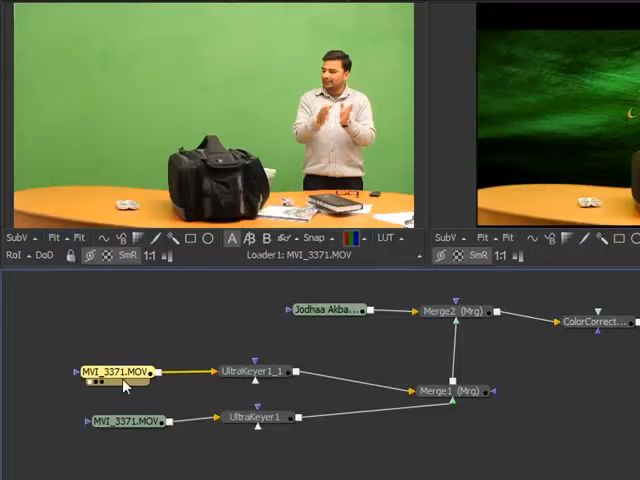 SubV Fit Fit A B B Snap LUT
RoI DoD SmR 1:1 Loader1: MVI_3371.MOV
SubV Fit Fit
SmR 1:1
Jodhaa Akba... Merge2 (Mrg) ColorCorrect...
MVI_3371.MOV UltraKeyer1_1
Merge1 (Mrg)
MVI_3371.MOV UltraKeyer1